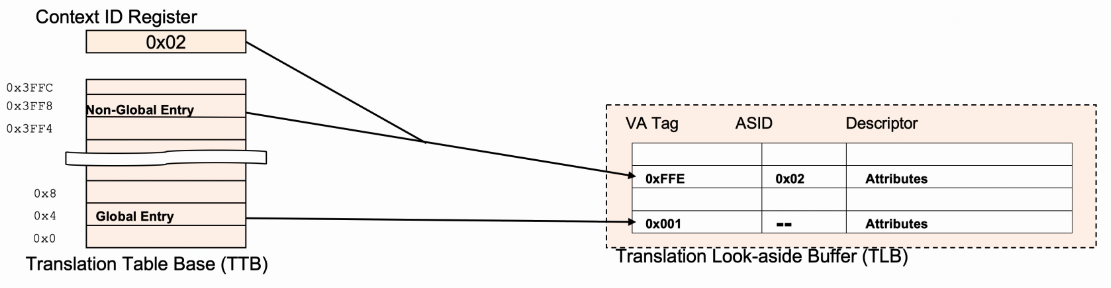 Context ID Register
0x02
0x3FFC
0x3FF8 Non-Global Entry
0x3FF4
0x8
0x4 Global Entry
0x0
Translation Table Base (TTB)
VA Tag ASID Descriptor
0xFFE 0x02 Attributes
0x001 -- Attributes
Translation Look-aside Buffer (TLB)